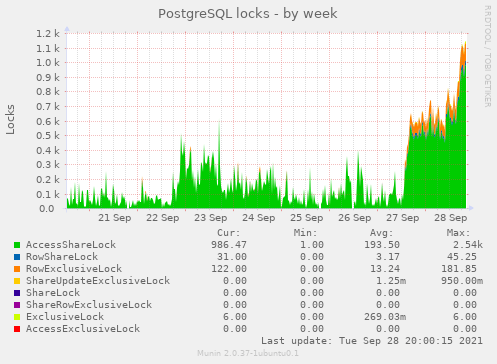 PostgreSQL locks - by week
RRDTOOL / TOBI OETIKER
Locks
1.2 k
1.1 k
1.0 k
0.9 k
0.8 k
0.7 k
0.6 k
0.5 k
0.4 k
0.3 k
0.2 k
0.1 k
0.0
21 Sep 22 Sep 23 Sep 24 Sep 25 Sep 26 Sep 27 Sep 28 Sep
Cur: Min: Avg: Max:
AccessShareLock 986.47 1.00 193.50 2.54k
RowShareLock 31.00 0.00 3.17 45.25
RowExclusiveLock 122.00 0.00 13.24 181.85
ShareUpdateExclusiveLock 0.00 0.00 1.25m 950.00m
ShareLock 0.00 0.00 0.00 0.00
ShareRowExclusiveLock 0.00 0.00 0.00 0.00
ExclusiveLock 6.00 0.00 269.03m 6.00
AccessExclusiveLock 0.00 0.00 0.00 0.00
Last update: Tue Sep 28 20:00:15 2021
Munin 2.0.37-1ubuntu0.1